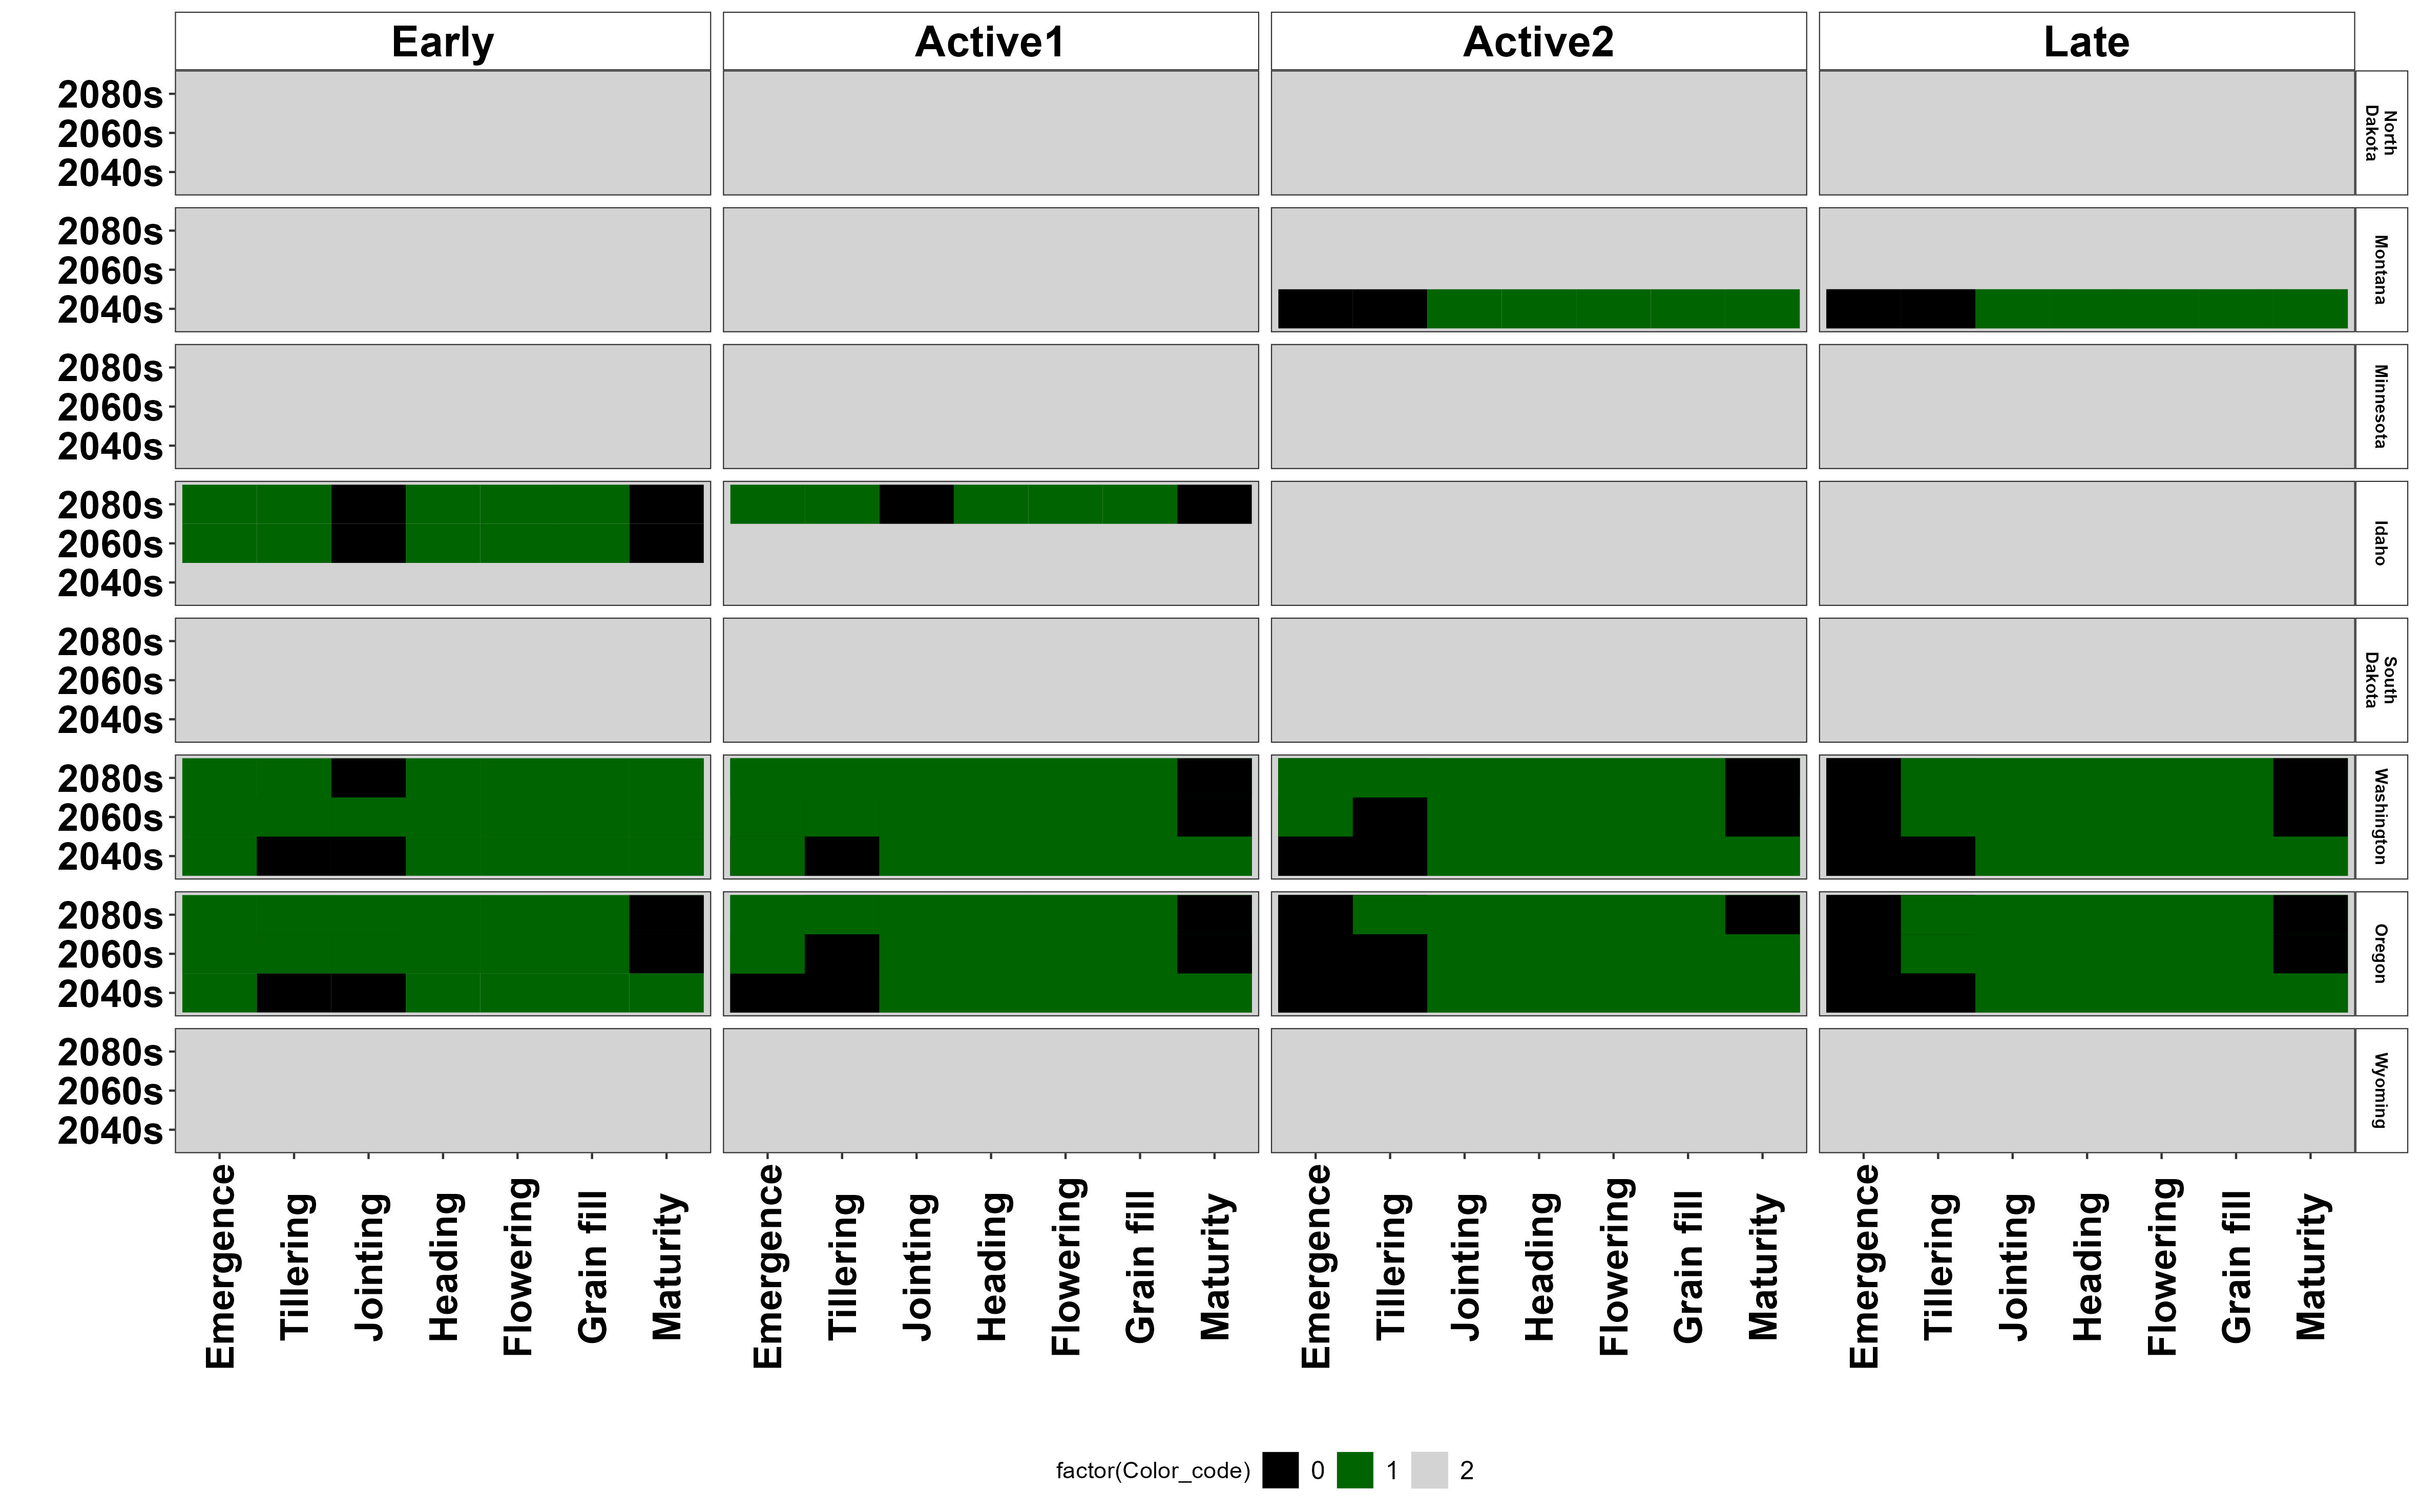 Early
Active1
Active2
Late
2080s
2060s
2040s
North
Dakota
2080s
2060s
2040s
Montana
2080s
2060s
2040s
Minnesota
2080s
2060s
2040s
Idaho
2080s
2060s
2040s
South
Dakota
2080s
2060s
2040s
Washington
2080s
2060s
2040s
Oregon
2080s
2060s
2040s
Wyoming
Emergence
Tillering
Jointing
Heading
Flowering
Grain fill
Maturity
Emergence
Tillering
Jointing
Heading
Flowering
Grain fill
Maturity
Emergence
Tillering
Jointing
Heading
Flowering
Grain fill
Maturity
Emergence
Tillering
Jointing
Heading
Flowering
Grain fill
Maturity
factor(Color_code) 0 1 2